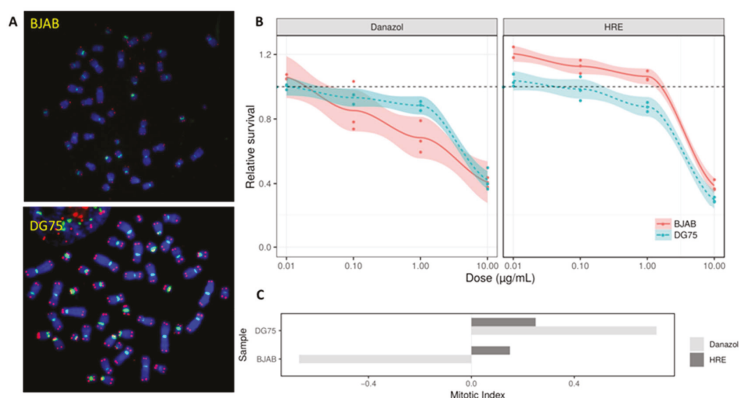 A
BJAB
DG75
B
Danazol
HRE
1.2
1.0
0.8
0.4
0.0
Relative survival
0.01
0.10
1.00
10.00
0.01
0.10
1.00
10.00
Dose (µg/mL)
BJAB
DG75
C
DG75
BJAB
Sample
-0.4
0.0
0.4
Mitotic Index
Danazol
HRE